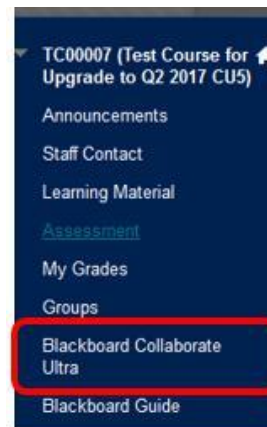 TC00007 (Test Course for
Upgrade to Q2 2017 CU5)
Announcements
Staff Contact
Learning Material
Assessment
My Grades
Groups
Blackboard Collaborate
Ultra
Blackboard Guide